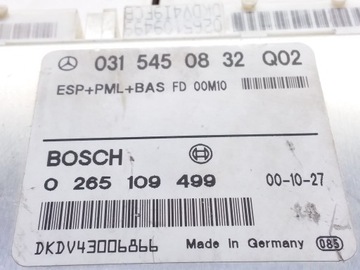 031 545 08 32 Q02
ESP+PML+BAS FD 00M10
BOSCH
0 265 109 499 00-10-27
DKDV43006866 Made in Germany 085